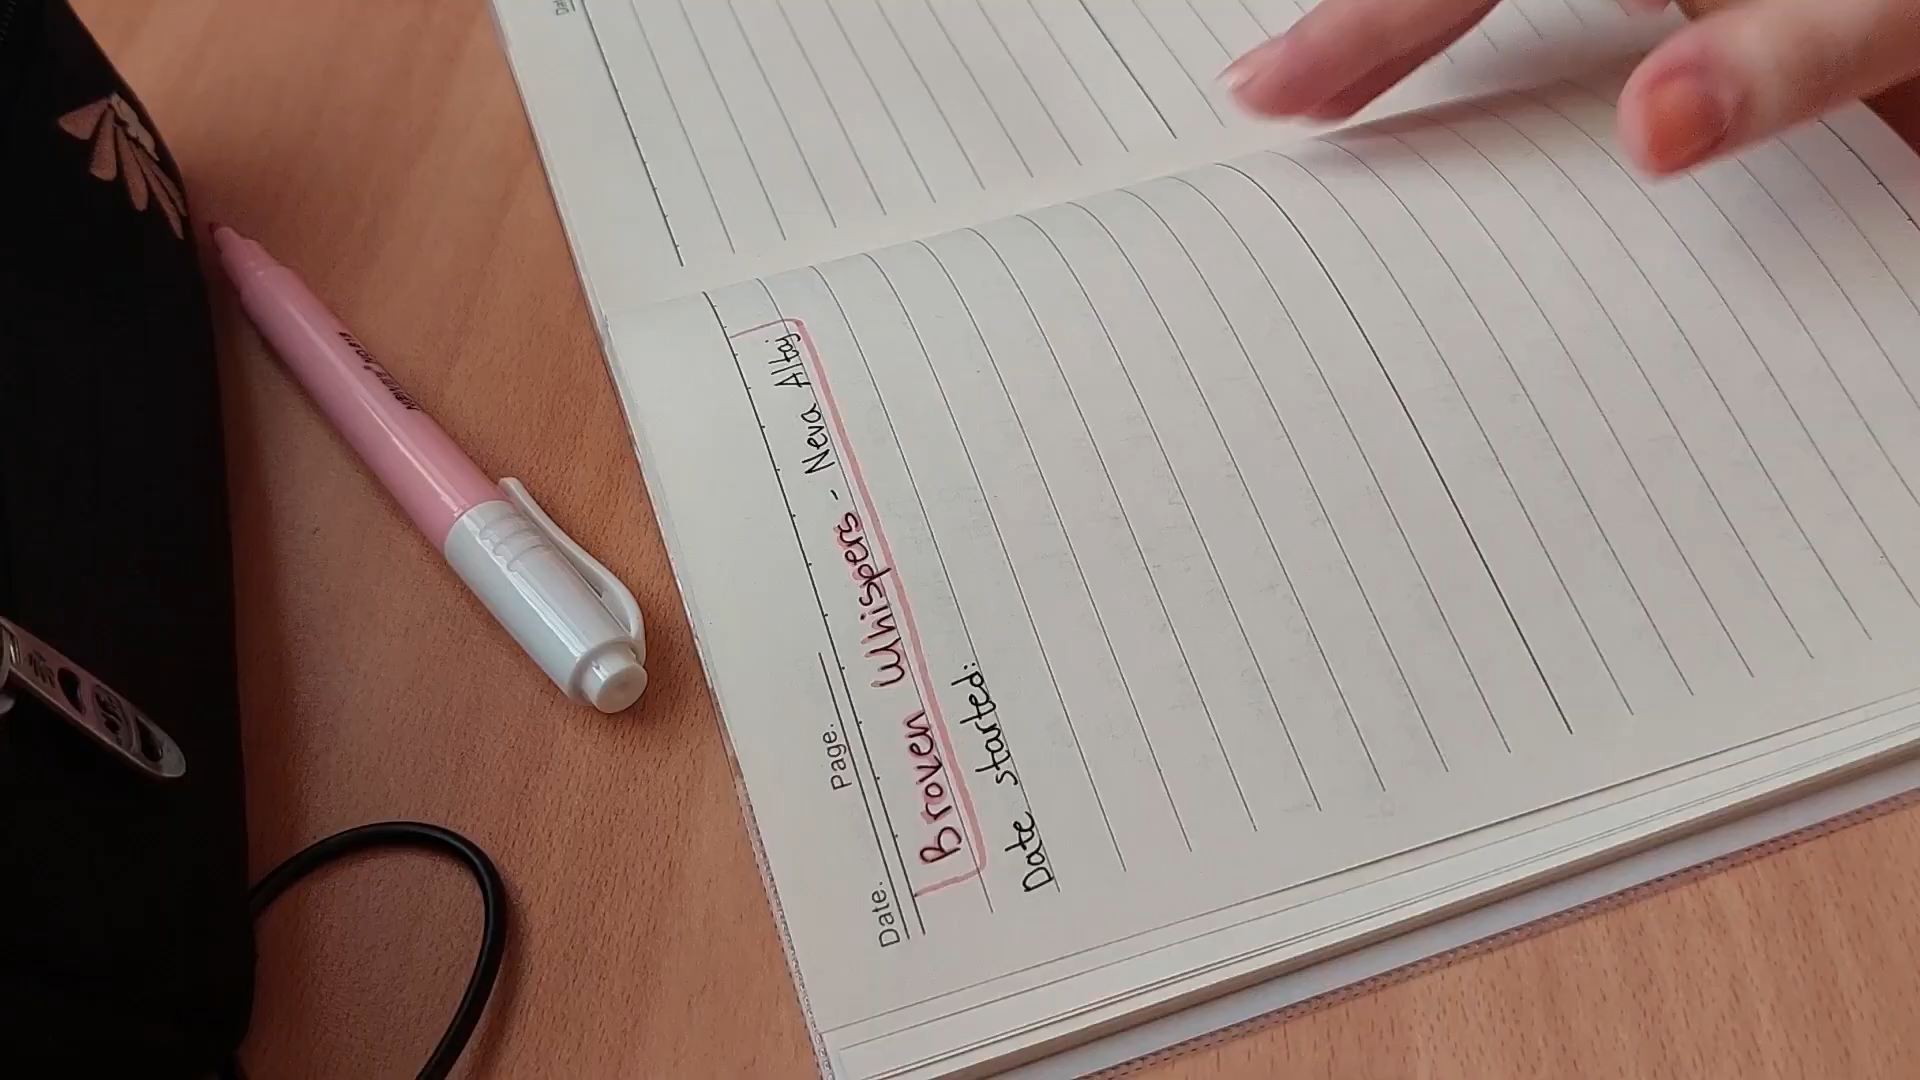 Date. Page.
Broven Whispers - Neva Altaj
Date started: